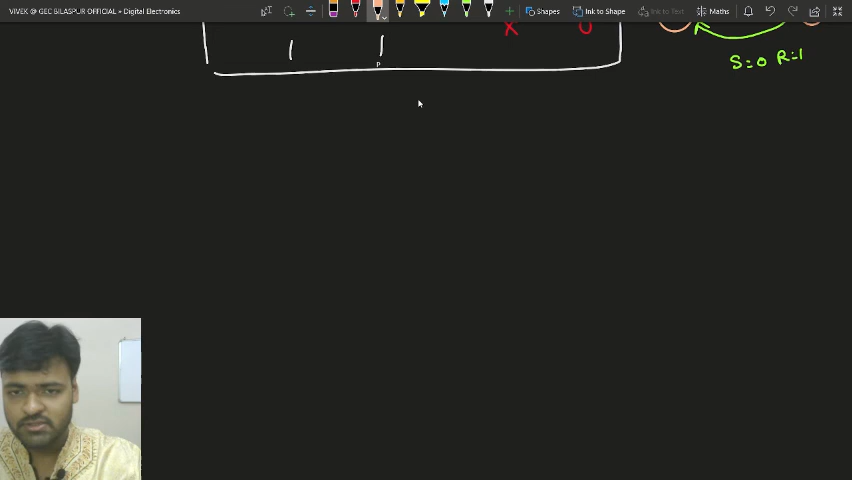 VIVEK @ GEC BILASPUR OFFICIAL » Digital Electronics
Shapes
Ink to Shape
Ink to Text
Maths
X 0
1 1
P
S=0 R=1